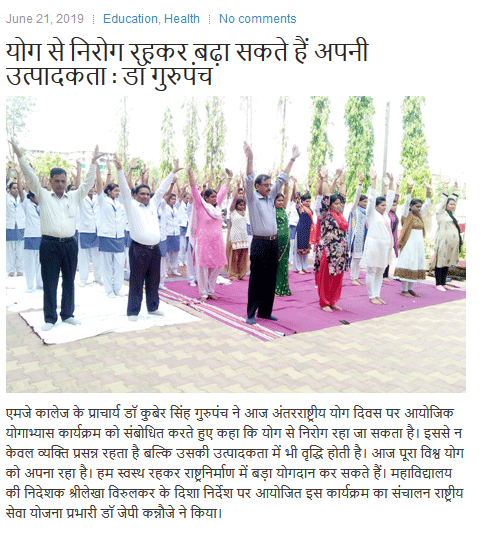 June 21, 2019 | Education, Health | No comments
योग से निरोग रहकर बढ़ा सकते हैं अपनी
उत्पादकता : डॉ गुरुपंच
एमजे कालेज के प्राचार्य डॉ कुबेर सिंह गुरुपंच ने आज अंतरराष्ट्रीय योग दिवस पर आयोजिक
योगाभ्यास कार्यक्रम को संबोधित करते हुए कहा कि योग से निरोग रहा जा सकता है। इससे न
केवल व्यक्ति प्रसन्न रहता है बल्कि उसकी उत्पादकता में भी वृद्धि होती है। आज पूरा विश्व योग
को अपना रहा है। हम स्वस्थ रहकर राष्ट्रनिर्माण में बड़ा योगदान कर सकते हैं। महाविद्यालय
की निदेशक श्रीलेखा विरुलकर के दिशा निर्देश पर आयोजित इस कार्यक्रम का संचालन राष्ट्रीय
सेवा योजना प्रभारी डॉ जेपी कन्नौजे ने किया।